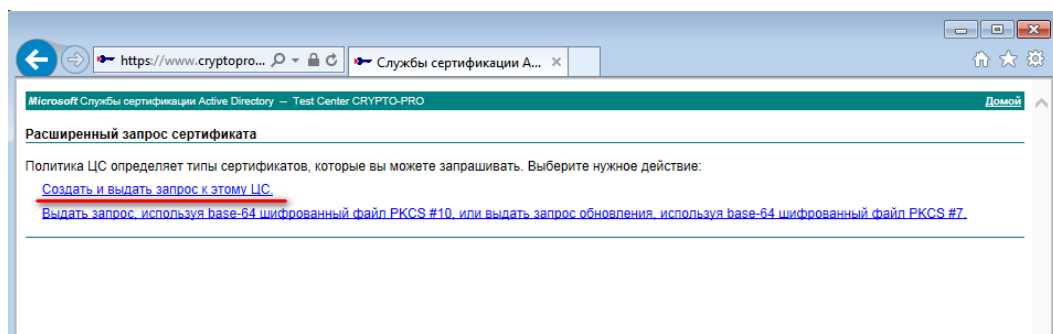 https://www.cryptopro...
Службы сертификации A...
Microsoft Службы сертификации Active Directory -- Test Center CRYPTO-PRO
Домой
Расширенный запрос сертификата
Политика ЦС определяет типы сертификатов, которые вы можете запрашивать. Выберите нужное действие:
Создать и выдать запрос к этому ЦС.
Выдать запрос, используя base-64 шифрованный файл PKCS #10, или выдать запрос обновления, используя base-64 шифрованный файл PKCS #7.